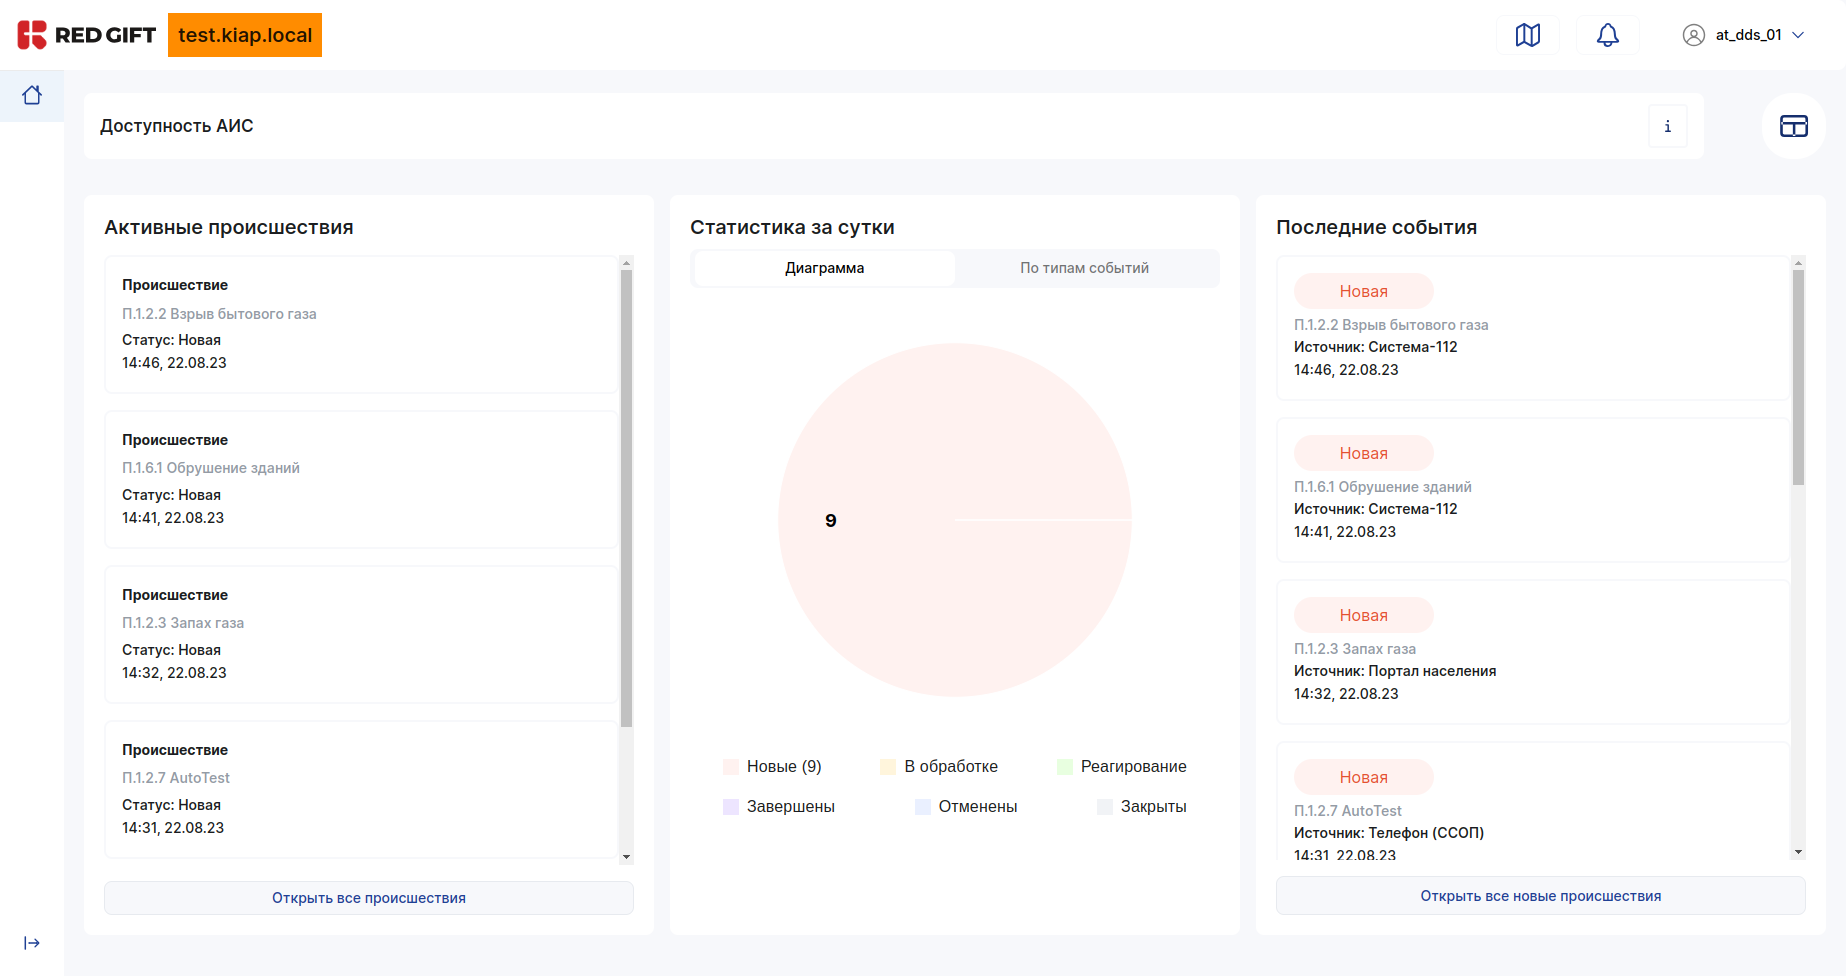 RED GIFT
test.kiap.local
at_dds_01
Доступность АИС
i
Активные происшествия
Происшествие
П.1.2.2 Взрыв бытового газа
Статус: Новая
14:46, 22.08.23
Происшествие
П.1.6.1 Обрушение зданий
Статус: Новая
14:41, 22.08.23
Происшествие
П.1.2.3 Запах газа
Статус: Новая
14:32, 22.08.23
Происшествие
П.1.2.7 AutoTest
Статус: Новая
14:31, 22.08.23
Открыть все происшествия
Статистика за сутки
Диаграмма
По типам событий
9
Новые (9)
В обработке
Реагирование
Завершены
Отменены
Закрыты
Последние события
Новая
П.1.2.2 Взрыв бытового газа
Источник: Система-112
14:46, 22.08.23
Новая
П.1.6.1 Обрушение зданий
Источник: Система-112
14:41, 22.08.23
Новая
П.1.2.3 Запах газа
Источник: Портал населения
14:32, 22.08.23
Новая
П.1.2.7 AutoTest
Источник: Телефон (ССОП)
14:31, 22.08.23
Открыть все новые происшествия